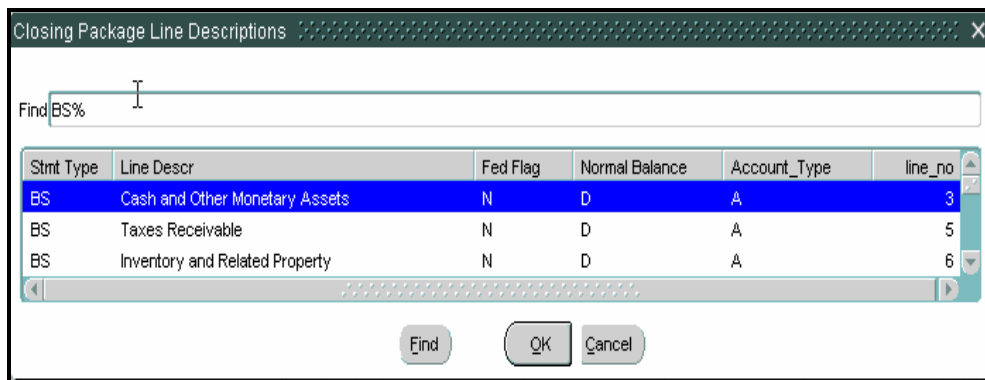 Closing Package Line Descriptions
Find BS%
Stmt Type Line Descr Fed Flag Normal Balance Account_Type line_no
BS Cash and Other Monetary Assets N D A 3
BS Taxes Receivable N D A 5
BS Inventory and Related Property N D A 6
Find OK Cancel